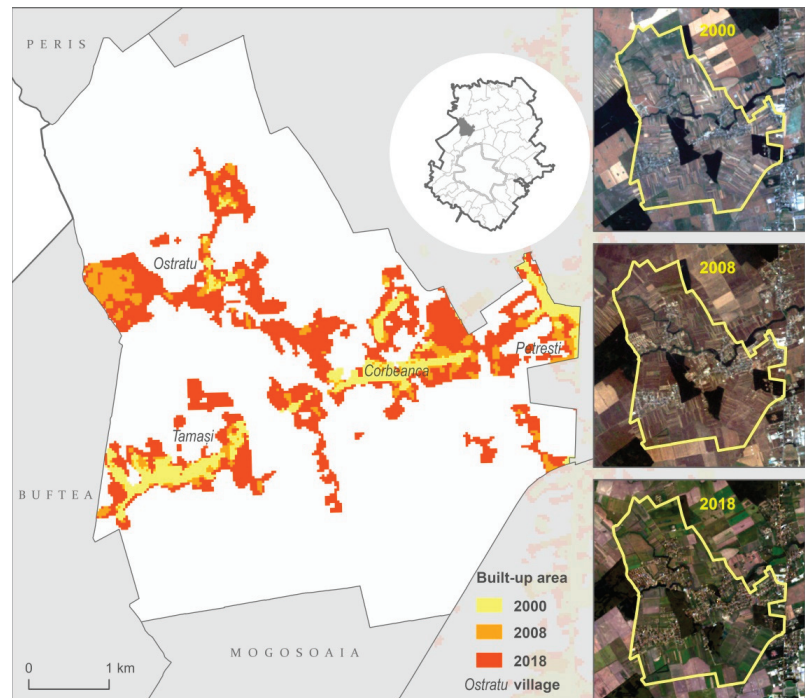 PERIS
2000
Ostratu
2008
Petresti
Corbeanca
Tamasi
BUFTEA
2018
Built-up area
2000
2008
2018
Ostratu village
MOGOSOAIA
0 1 km